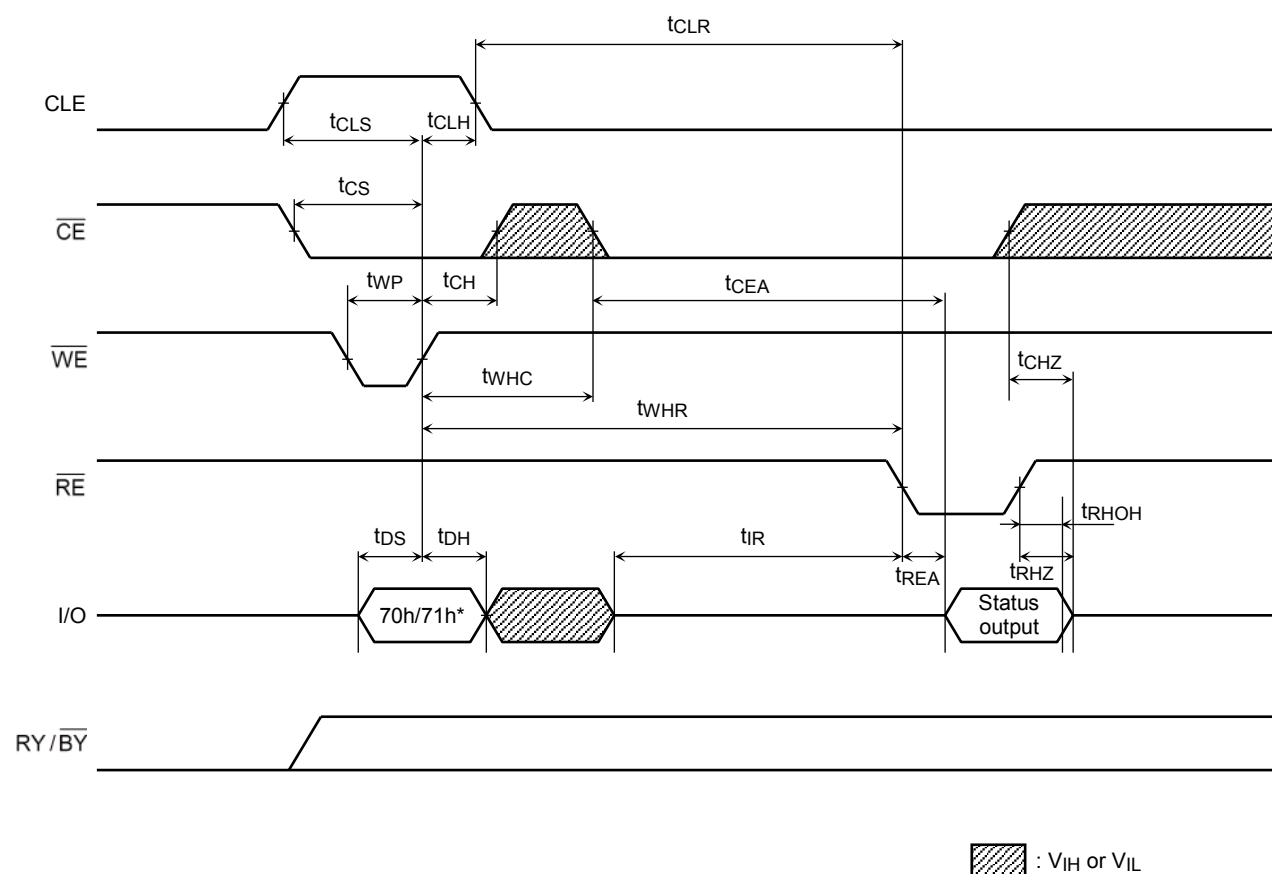 tCLR
CLE
tCLS
tCLH
tCS
CE
tWP
tCH
tCEA
WE
tCHZ
tWHC
tWHR
RE
tRHOH
tDS
tDH
tIR
tREA
tRHZ
I/O
70h/71h*
Status
output
RY/BY
: VIH or VIL